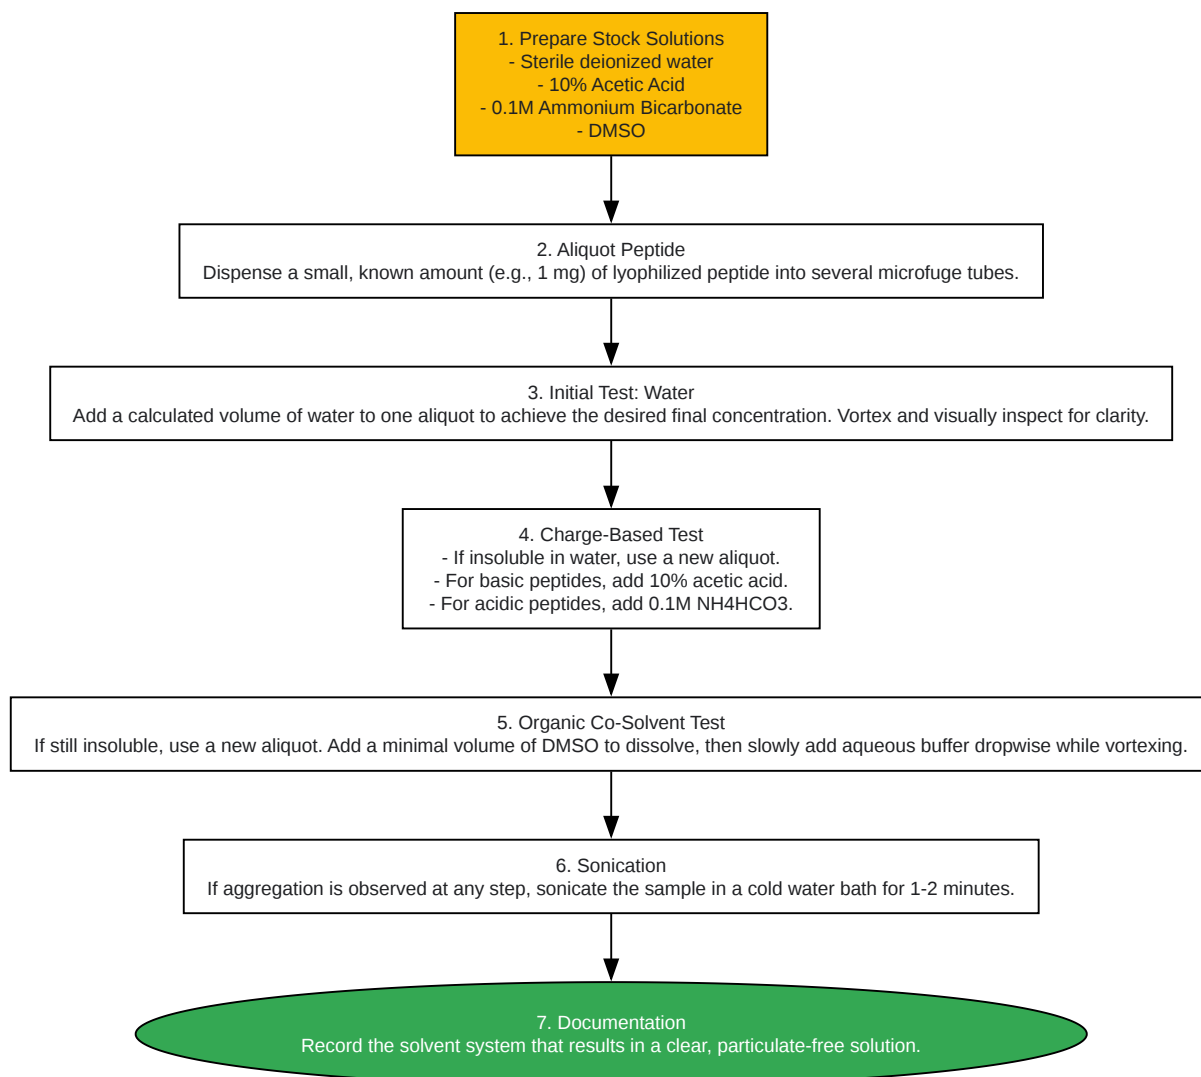 1. Prepare Stock Solutions
- Sterile deionized water
- 10% Acetic Acid
- 0.1M Ammonium Bicarbonate
- DMSO
2. Aliquot Peptide
Dispense a small, known amount (e.g., 1 mg) of lyophilized peptide into several microfuge tubes.
3. Initial Test: Water
Add a calculated volume of water to one aliquot to achieve the desired final concentration. Vortex and visually inspect for clarity.
4. Charge-Based Test
- If insoluble in water, use a new aliquot.
- For basic peptides, add 10% acetic acid.
- For acidic peptides, add 0.1M NH4HCO3.
5. Organic Co-Solvent Test
If still insoluble, use a new aliquot. Add a minimal volume of DMSO to dissolve, then slowly add aqueous buffer dropwise while vortexing.
6. Sonication
If aggregation is observed at any step, sonicate the sample in a cold water bath for 1-2 minutes.
7. Documentation
Record the solvent system that results in a clear, particulate-free solution.